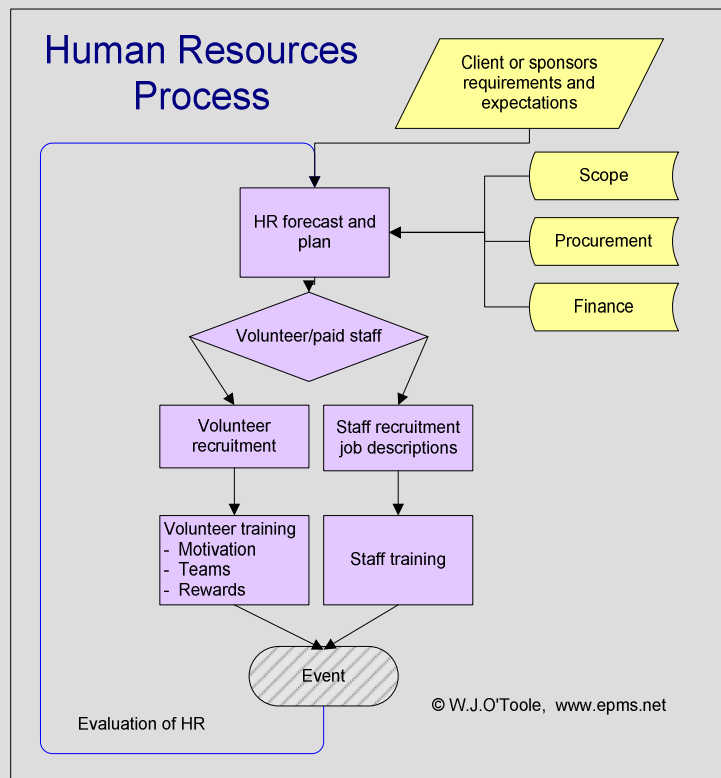 Human Resources
Process
Client or sponsors
requirements and
expectations
Scope
HR forecast and
plan
Procurement
Finance
Volunteer/paid staff
Volunteer
recruitment
Staff recruitment
job descriptions
Volunteer training
- Motivation
- Teams
- Rewards
Staff training
Event
© W.J.O'Toole, www.epms.net
Evaluation of HR